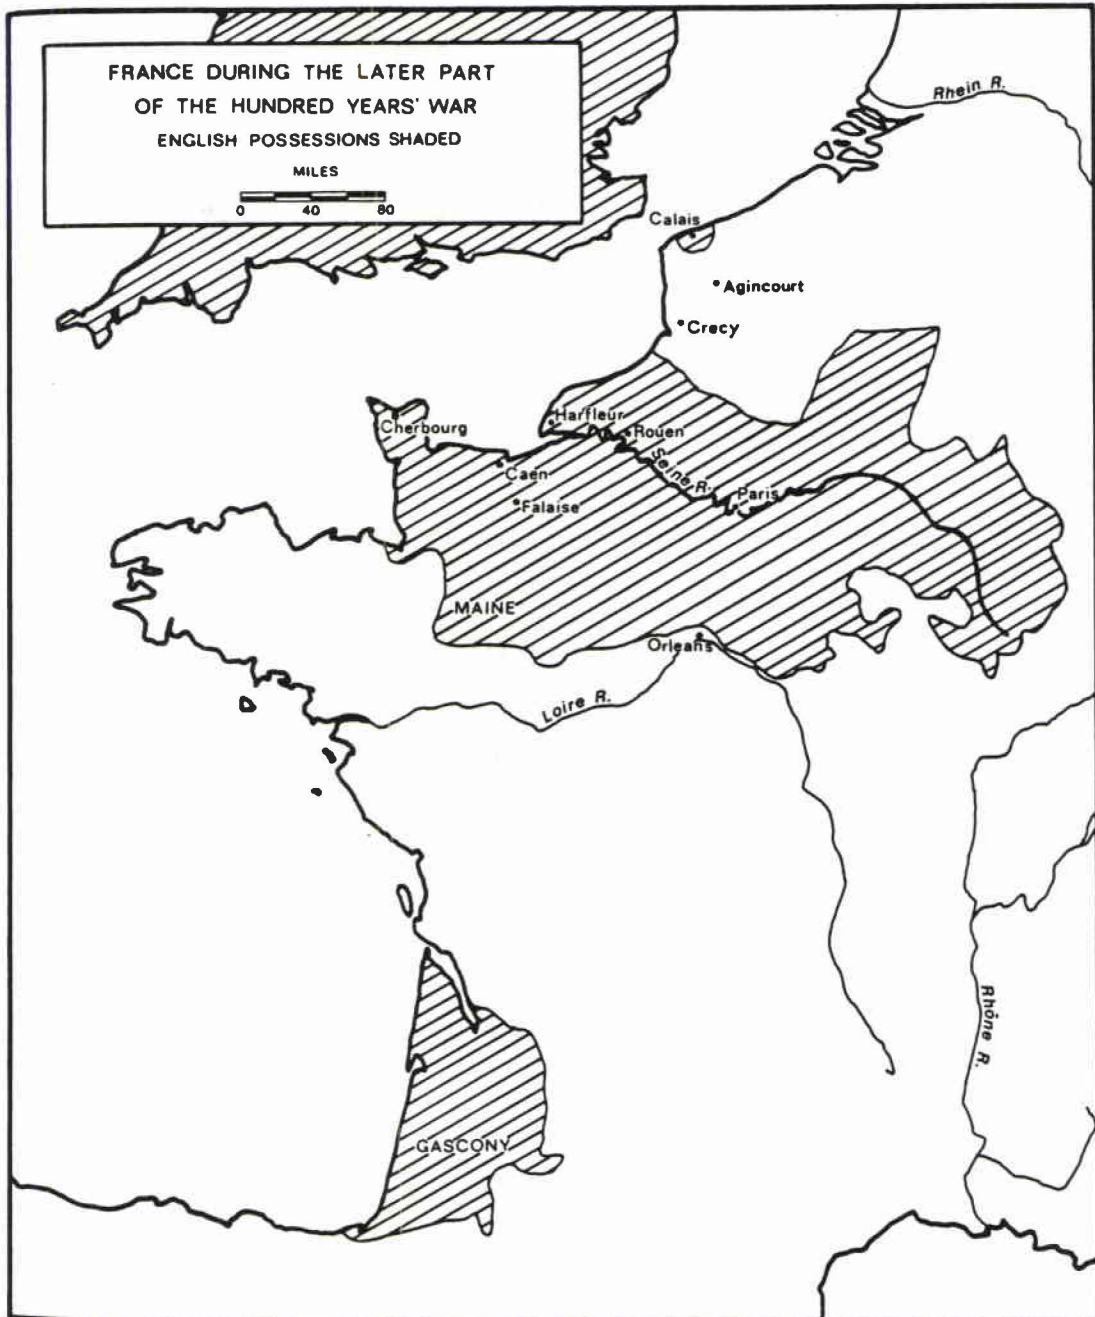 FRANCE DURING THE LATER PART
OF THE HUNDRED YEARS' WAR
ENGLISH POSSESSIONS SHADED
MILES
0 40 80
Rhein R.
Calais
Agincourt
Crecy
Harfleur
Cherbourg
Rouen
Seine R.
Caen
Paris
Falaise
MAINE
Orleans
Loire R.
Rhône R.
GASCONY